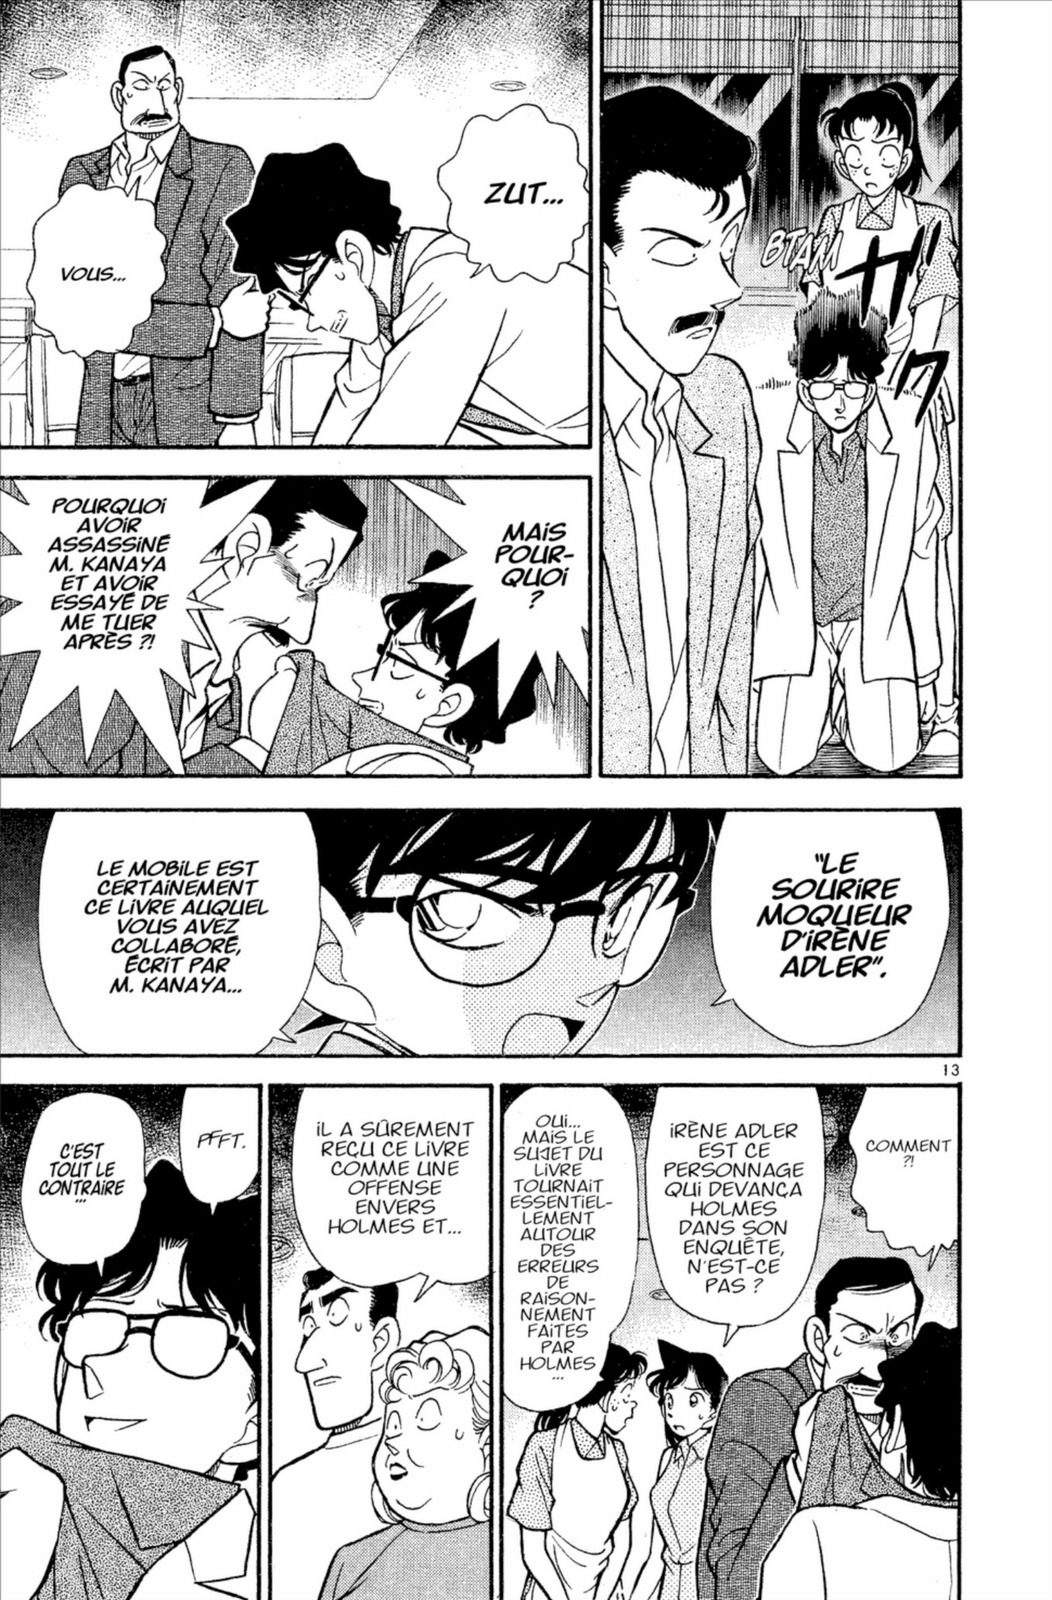 BTAM
ガクッ
ZUT...
VOUS...
MAIS
POUR-
QUOI
?
POURQUOI
AVOIR
ASSASSINÉ
M. KANAYA
ET AVOIR
ESSAYÉ DE
ME TUER
APRÈS ?!
"LE
SOURIRE
MOQUEUR
D'IRÈNE
ADLER".
LE MOBILE EST
CERTAINEMENT
CE LIVRE AUQUEL
VOUS AVEZ
COLLABORÉ,
ÉCRIT PAR
M. KANAYA...
13
COMMENT
?!
IRÈNE ADLER
EST CE
PERSONNAGE
QUI DEVANÇA
HOLMES
DANS SON
ENQUÊTE,
N'EST-CE
PAS ?
OUI...
MAIS LE
SUJET DU
LIVRE
TOURNAIT
ESSENTIEL-
LEMENT
AUTOUR
DES
ERREURS
DE
RAISON-
NEMENT
FAITES
PAR
HOLMES
...
IL A SÛREMENT
REÇU CE LIVRE
COMME UNE
OFFENSE
ENVERS
HOLMES ET...
PFFT.
C'EST
TOUT LE
CONTRAIRE
...